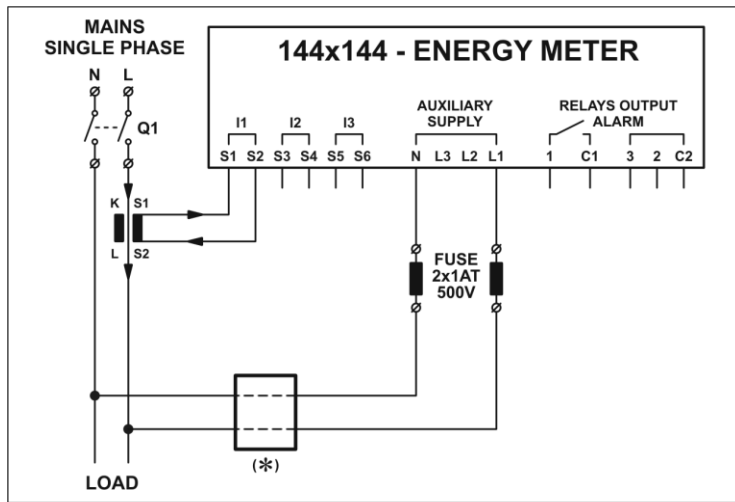 MAINS
SINGLE PHASE
N L
Q1
144x144 - ENERGY METER
I1 I2 I3
AUXILIARY
SUPPLY
RELAYS OUTPUT
ALARM
S1 S2 S3 S4 S5 S6 N L3 L2 L1 1 C1 3 2 C2
K S1
L S2
FUSE
2x1AT
500V
(*)
LOAD